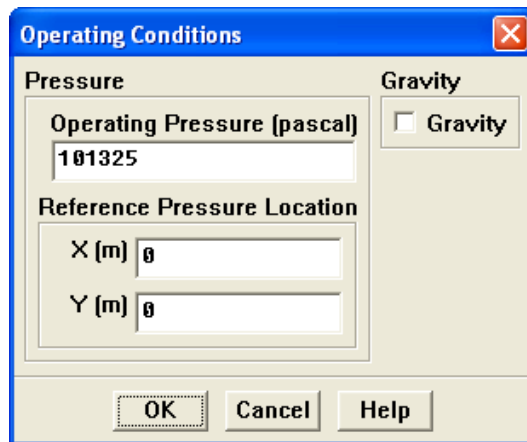 Operating Conditions
Pressure
Operating Pressure (pascal)
101325
Reference Pressure Location
X (m) 0
Y (m) 0
Gravity
Gravity
OK Cancel Help